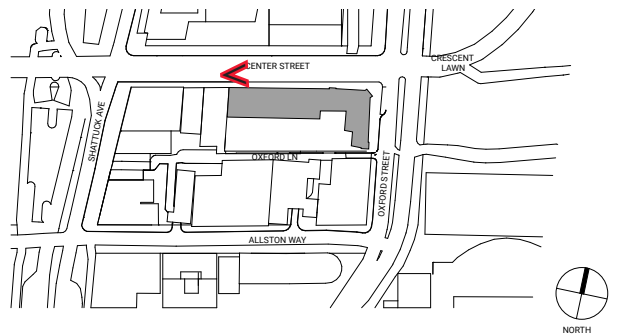 CENTER STREET
CRESCENT
LAWN
SHATTUCK AVE
OXFORD LN
OXFORD STREET
ALLSTON WAY
NORTH